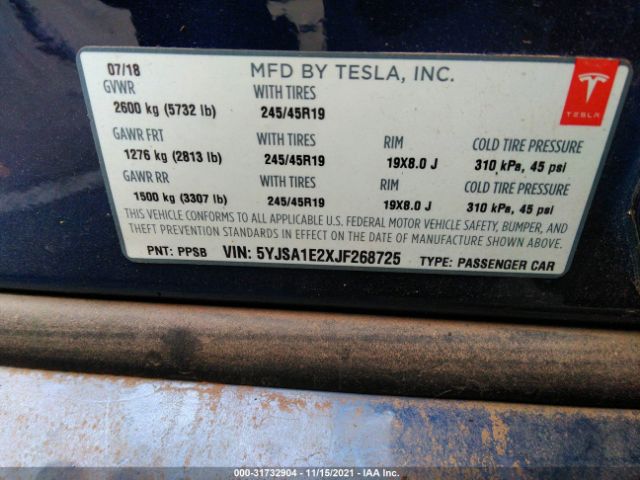 07/18 MFD BY TESLA, INC.
GVWR WITH TIRES
2600 kg (5732 lb) 245/45R19
TESLA
GAWR FRT WITH TIRES RIM COLD TIRE PRESSURE
1276 kg (2813 lb) 245/45R19 19X8.0 J 310 kPa, 45 psi
GAWR RR WITH TIRES RIM COLD TIRE PRESSURE
1500 kg (3307 lb) 245/45R19 19X8.0 J 310 kPa, 45 psi
THIS VEHICLE CONFORMS TO ALL APPLICABLE U.S. FEDERAL MOTOR VEHICLE SAFETY, BUMPER, AND
THEFT PREVENTION STANDARDS IN EFFECT ON THE DATE OF MANUFACTURE SHOWN ABOVE.
PNT: PPSB VIN: 5YJSA1E2XJF268725 TYPE: PASSENGER CAR
000-31732904 - 11/15/2021 - IAA Inc.